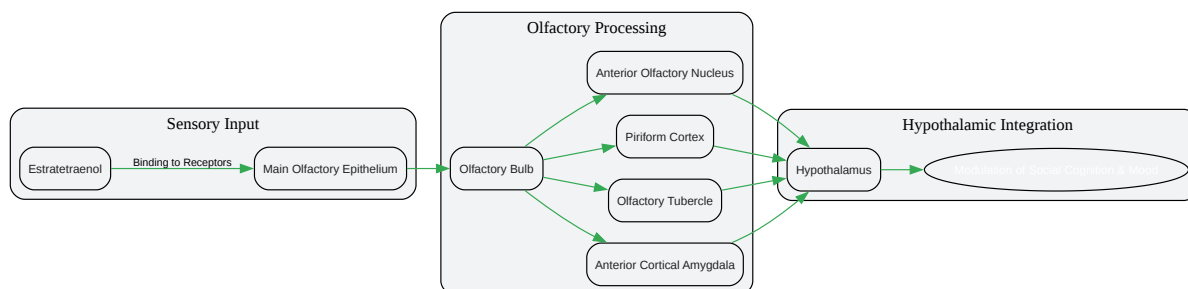 Sensory Input
Estratetraenol
Binding to Receptors
Main Olfactory Epithelium
Olfactory Processing
Olfactory Bulb
Anterior Olfactory Nucleus
Piriform Cortex
Olfactory Tubercle
Anterior Cortical Amygdala
Hypothalamic Integration
Hypothalamus
Modulation of Social Cognition & Mood